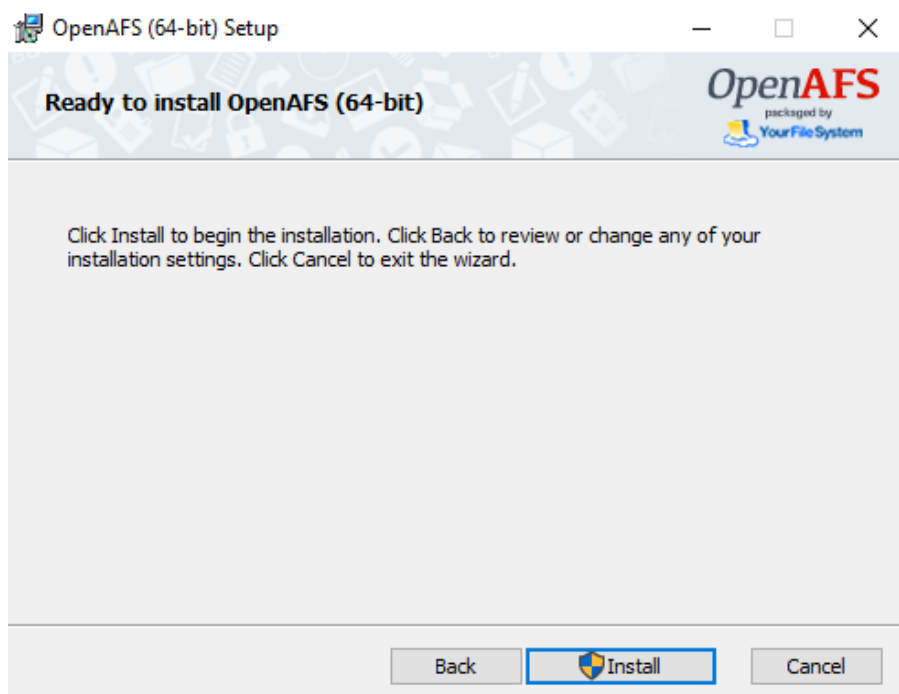 OpenAFS (64-bit) Setup
Ready to install OpenAFS (64-bit)
OpenAFS
packaged by
YourFileSystem
Click Install to begin the installation. Click Back to review or change any of your
installation settings. Click Cancel to exit the wizard.
Back
Install
Cancel